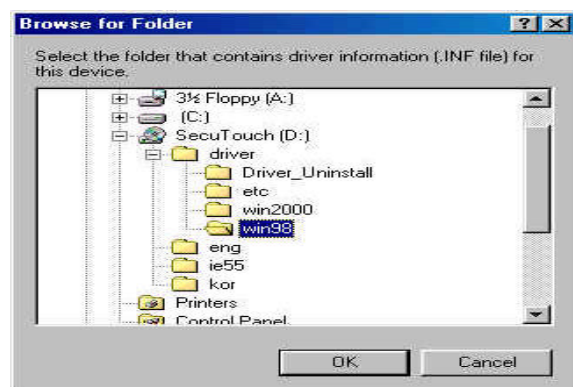 Browse for Folder
Select the folder that contains driver information (.INF file) for
this device.
3½ Floppy (A:)
(C:)
SecuTouch (D:)
driver
Driver_Uninstall
etc
win2000
win98
eng
ie55
kor
Printers
Control Panel
OK Cancel